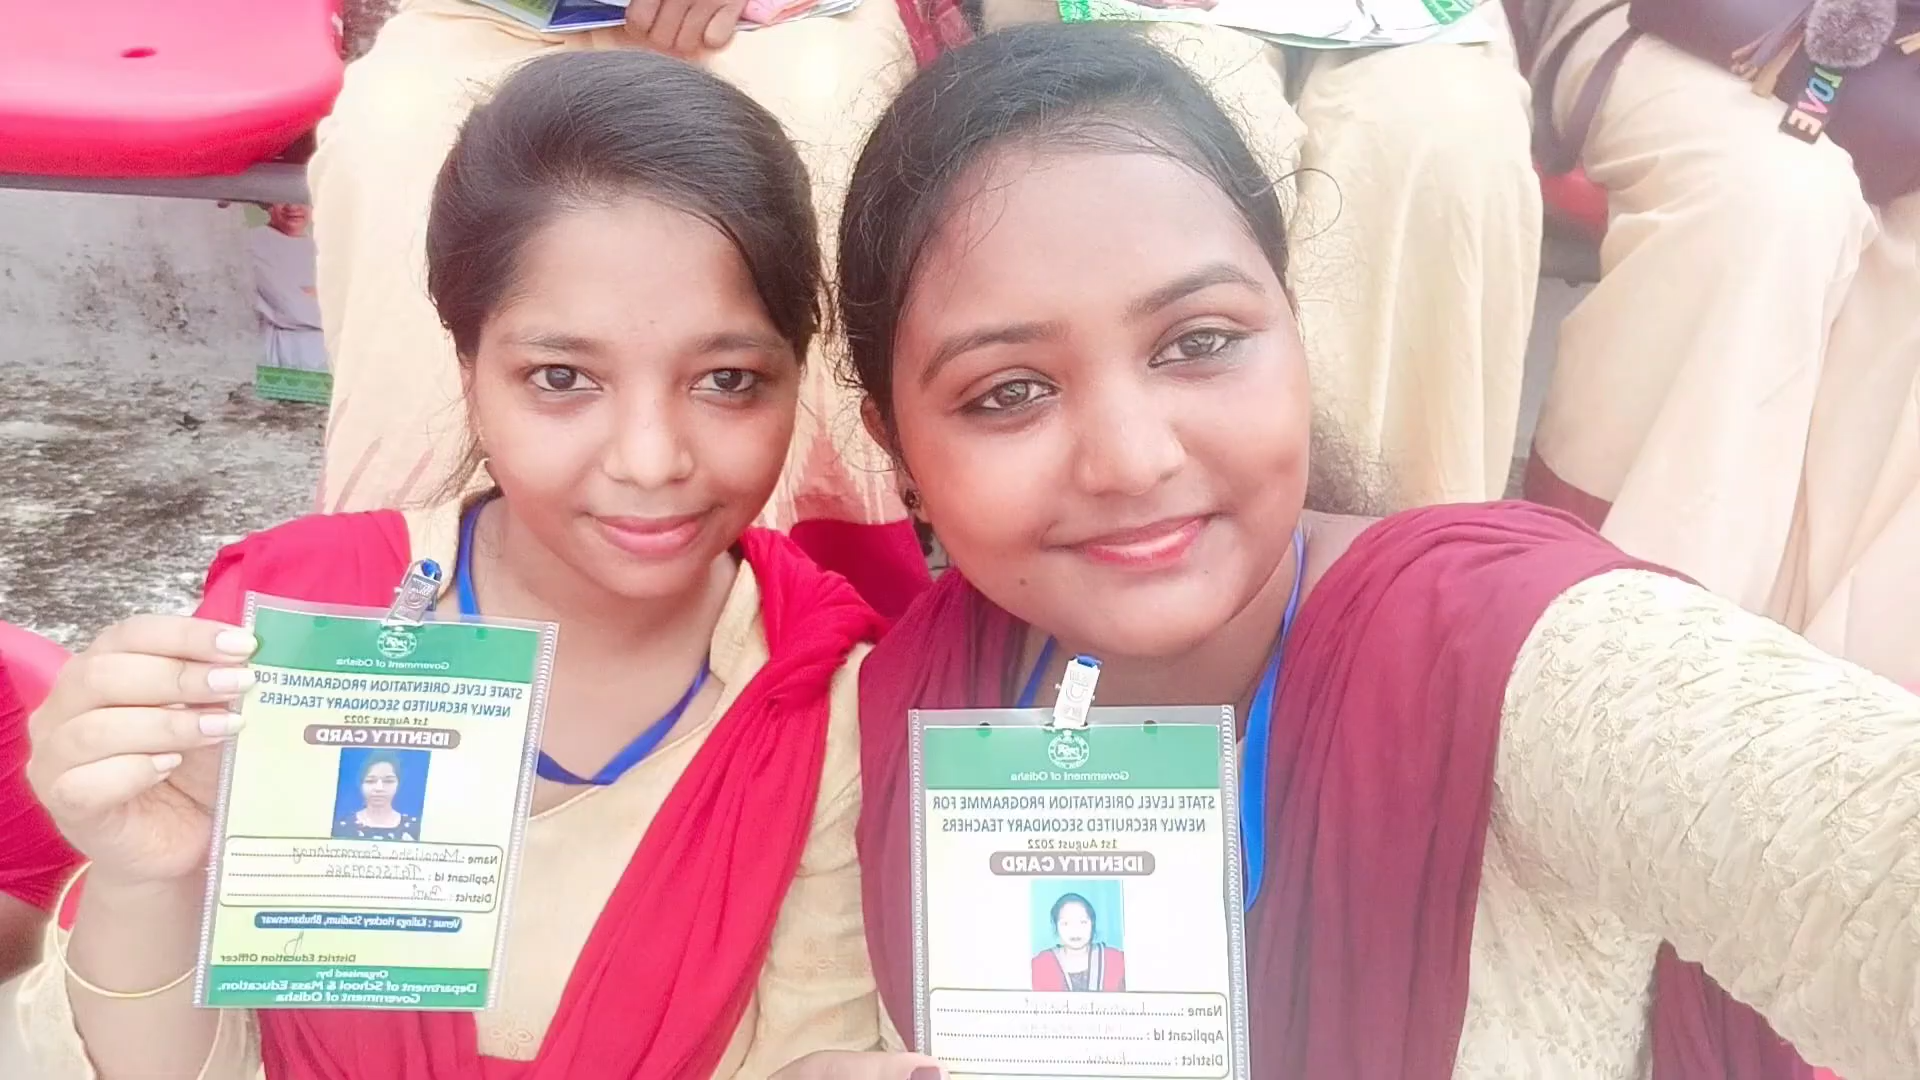 Government of Odisha
STATE LEVEL ORIENTATION PROGRAMME FOR
NEWLY RECRUITED SECONDARY TEACHERS
1st August 2022
IDENTITY CARD
Name :
Applicant Id :
District : Puri
Venue : Kalinga Hockey Stadium, Bhubaneswar
District Education Officer
Organised by:
Department of School & Mass Education,
Government of Odisha
Government of Odisha
STATE LEVEL ORIENTATION PROGRAMME FOR
NEWLY RECRUITED SECONDARY TEACHERS
1st August 2022
IDENTITY CARD
Name :
Applicant Id :
District :
LOVE